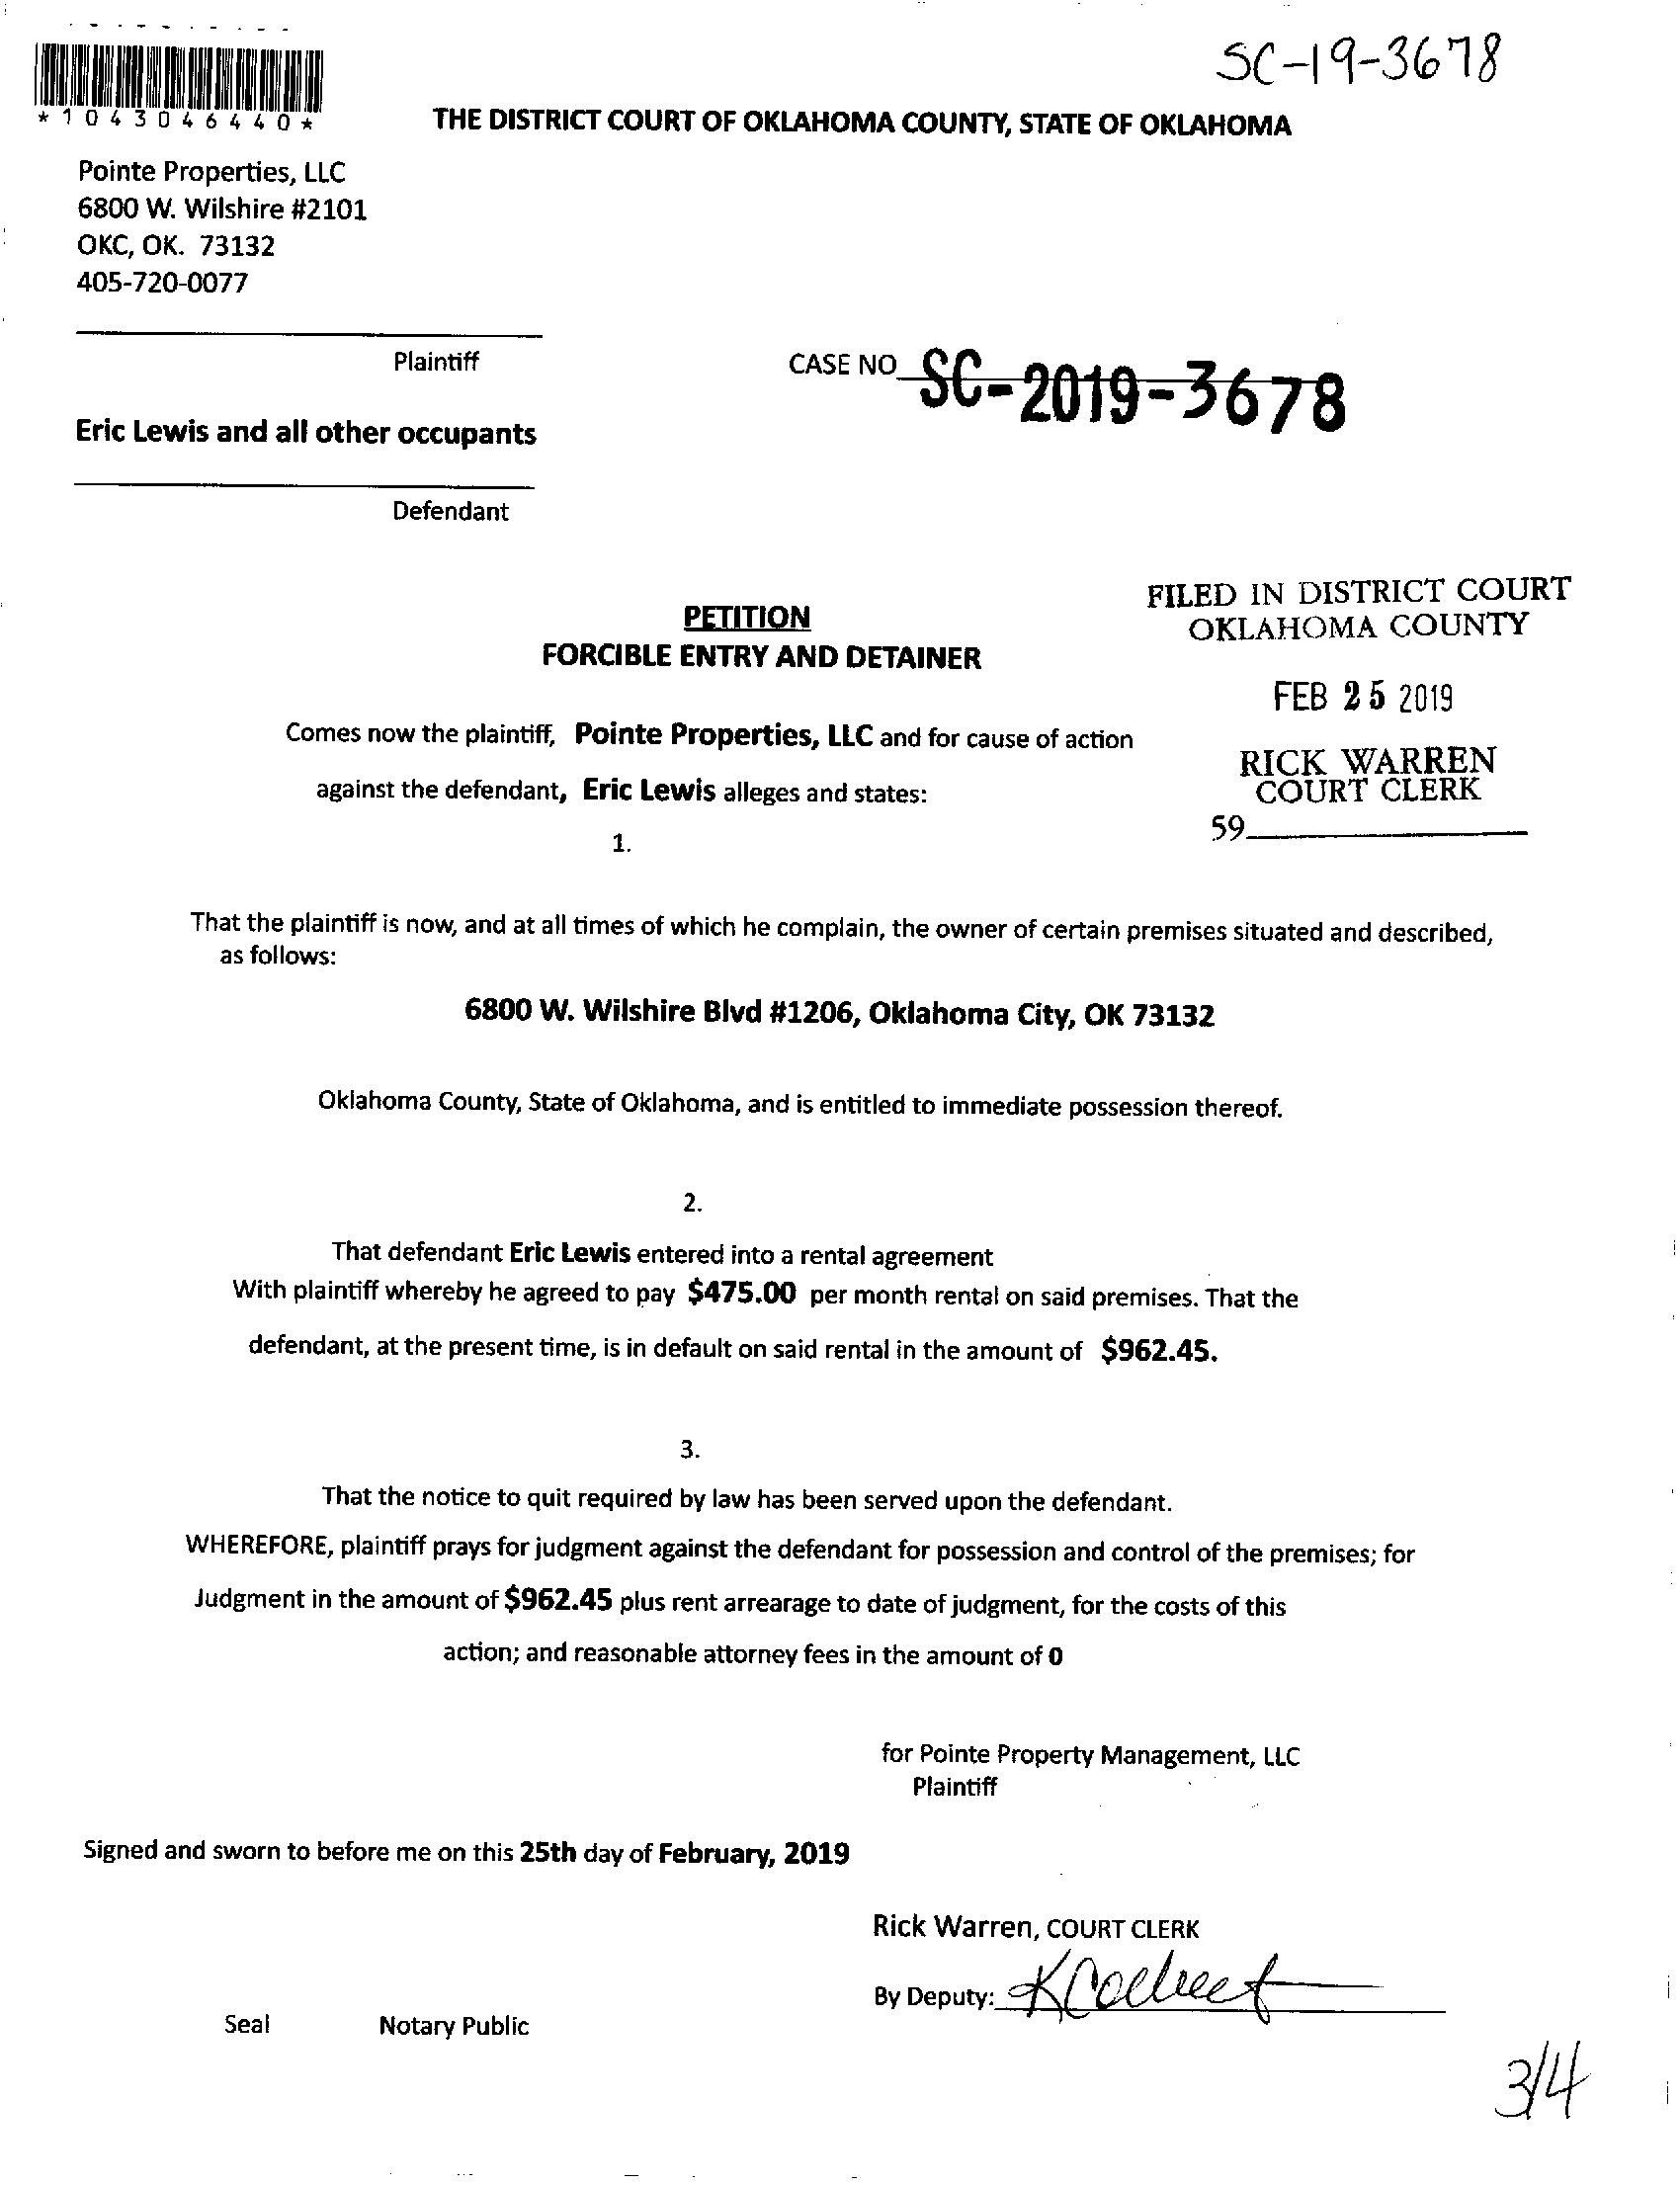 SC-19-3678
*1043046440*
THE DISTRICT COURT OF OKLAHOMA COUNTY, STATE OF OKLAHOMA
Pointe Properties, LLC
6800 W. Wilshire #2101
OKC, OK. 73132
405-720-0077
Plaintiff
CASE NO SC-2019-3678
Eric Lewis and all other occupants
Defendant
FILED IN DISTRICT COURT
OKLAHOMA COUNTY
PETITION
FORCIBLE ENTRY AND DETAINER
FEB 25 2019
Comes now the plaintiff, Pointe Properties, LLC and for cause of action
RICK WARREN
COURT CLERK
against the defendant, Eric Lewis alleges and states:
59
1.
That the plaintiff is now, and at all times of which he complain, the owner of certain premises situated and described,
as follows:
6800 W. Wilshire Blvd #1206, Oklahoma City, OK 73132
Oklahoma County, State of Oklahoma, and is entitled to immediate possession thereof.
2.
That defendant Eric Lewis entered into a rental agreement
With plaintiff whereby he agreed to pay $475.00 per month rental on said premises. That the
defendant, at the present time, is in default on said rental in the amount of $962.45.
3.
That the notice to quit required by law has been served upon the defendant.
WHEREFORE, plaintiff prays for judgment against the defendant for possession and control of the premises; for
Judgment in the amount of $962.45 plus rent arrearage to date of judgment, for the costs of this
action; and reasonable attorney fees in the amount of 0
for Pointe Property Management, LLC
Plaintiff
Signed and sworn to before me on this 25th day of February, 2019
Rick Warren, COURT CLERK
By Deputy:
Seal Notary Public
3/4